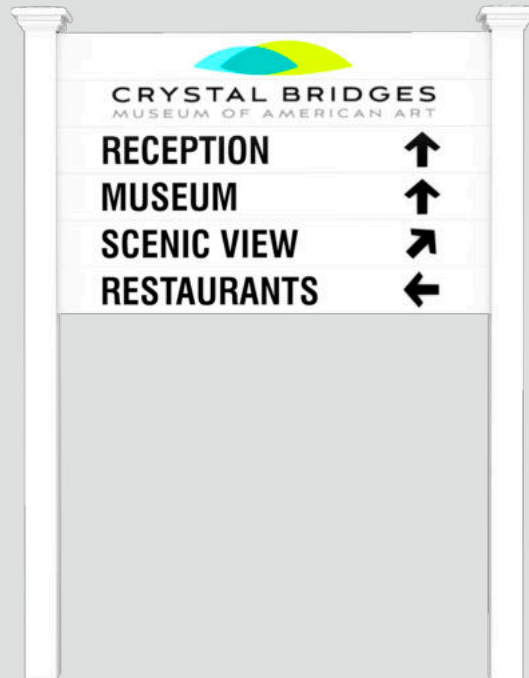 CRYSTAL BRIDGES
MUSEUM OF AMERICAN ART
RECEPTION ↑
MUSEUM ↑
SCENIC VIEW ↗
RESTAURANTS ←